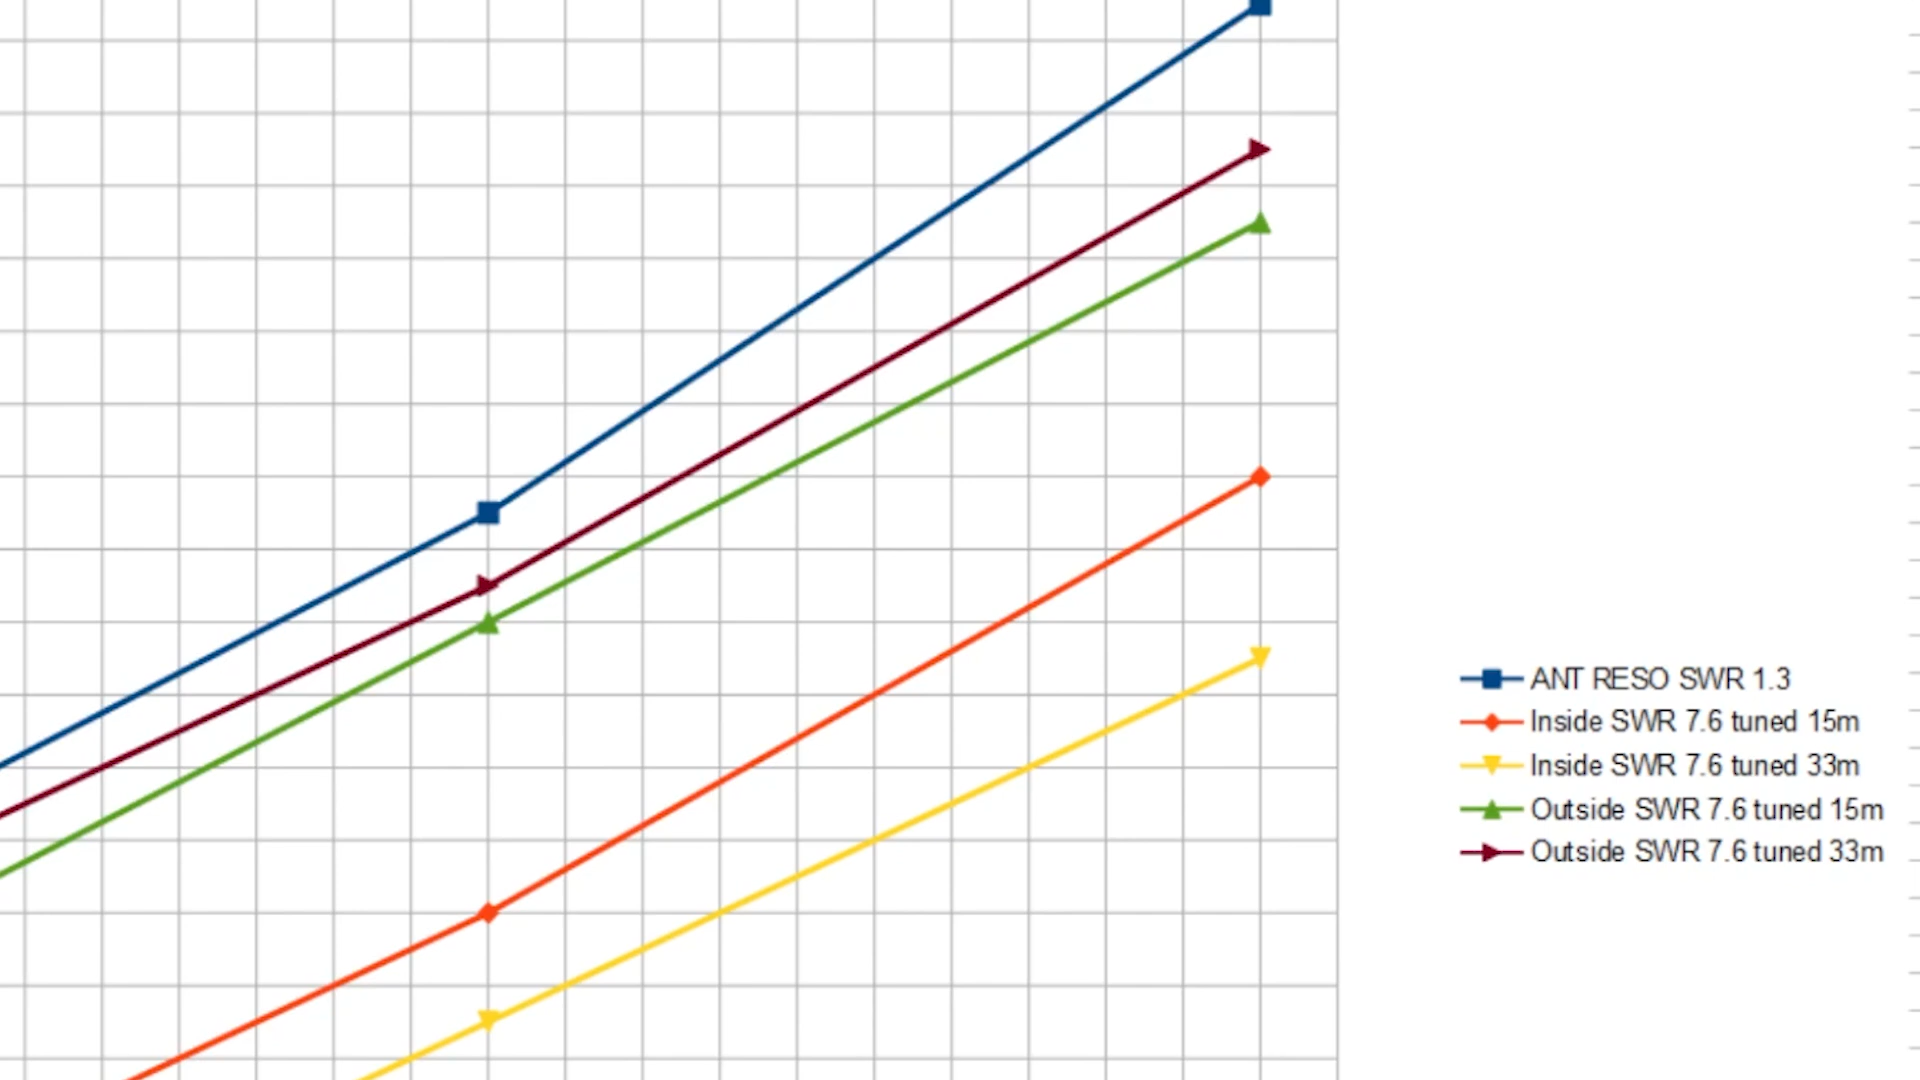 ANT RESO SWR 1.3
Inside SWR 7.6 tuned 15m
Inside SWR 7.6 tuned 33m
Outside SWR 7.6 tuned 15m
Outside SWR 7.6 tuned 33m